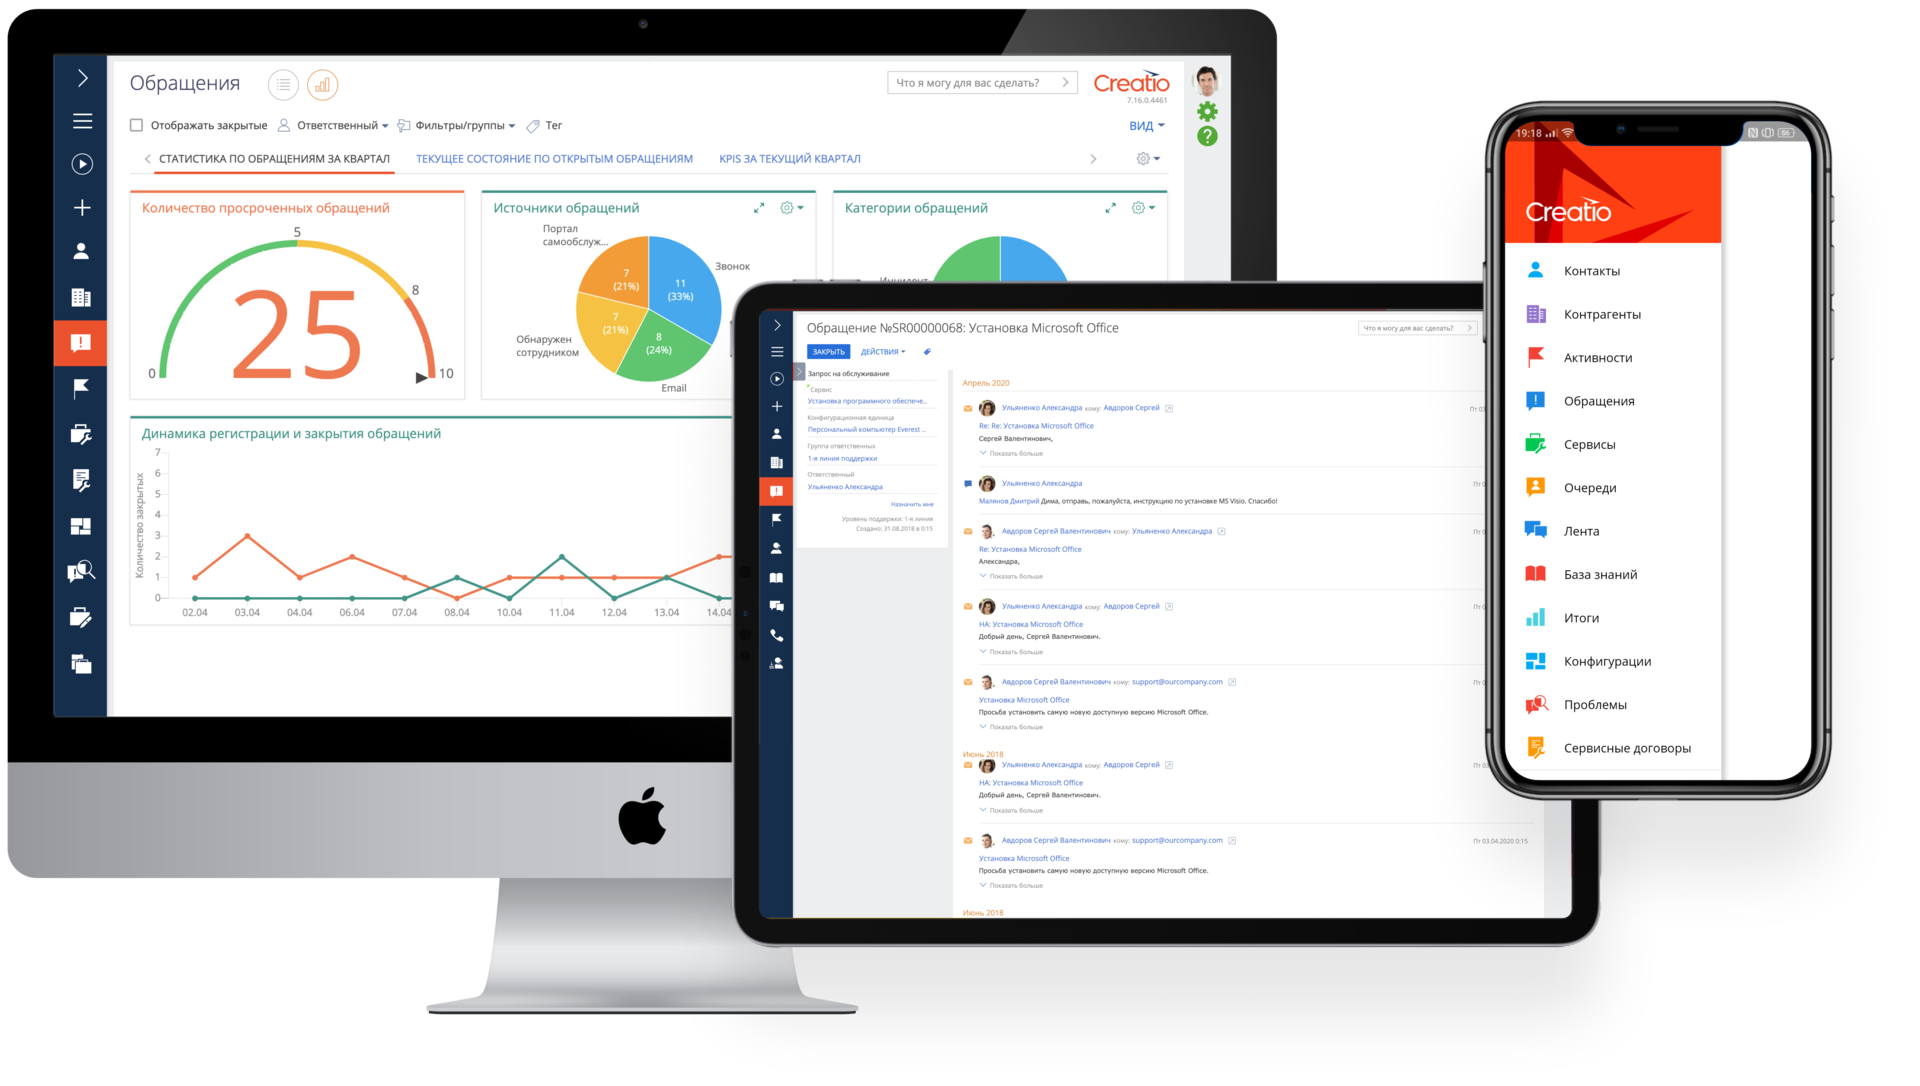 Обращения
Что я могу для вас сделать?
Creatio
7.16.0.4461
Отображать закрытые
Ответственный
Фильтры/группы
Тег
ВИД
СТАТИСТИКА ПО ОБРАЩЕНИЯМ ЗА КВАРТАЛ
ТЕКУЩЕЕ СОСТОЯНИЕ ПО ОТКРЫТЫМ ОБРАЩЕНИЯМ
KPIS ЗА ТЕКУЩИЙ КВАРТАЛ
Количество просроченных обращений
5
8
25
0
10
Источники обращений
Портал
самообслуж...
Звонок
7
(21%)
11
(33%)
7
(21%)
8
(24%)
Обнаружен
сотрудником
Email
Категории обращений
Динамика регистрации и закрытия обращений
Количество закрытых
7
6
5
4
3
2
1
0
02.04 03.04 04.04 06.04 07.04 08.04 10.04 11.04 12.04 13.04 14.04
Обращение №SR00000068: Установка Microsoft Office
Что я могу для вас сделать?
ЗАКРЫТЬ
ДЕЙСТВИЯ
Запрос на обслуживание
Сервис
Установка программного обеспече..
Конфигурационная единица
Персональный компьютер Everest ..
Группа ответственных
1-я линия поддержки
Ответственный
Ульяненко Александра
Назначить мне
Уровень поддержки: 1-я линия
Создано: 31.08.2018 в 0:15
Апрель 2020
Ульяненко Александра кому: Авдоров Сергей
Пт 03
Re: Re: Установка Microsoft Office
Сергей Валентинович,
Показать больше
Ульяненко Александра
Малянов Дмитрий Дима, отправь, пожалуйста, инструкцию по установке MS Visio. Спасибо!
Авдоров Сергей Валентинович кому: Ульяненко Александра
Пт 0
Re: Установка Microsoft Office
Александра,
Показать больше
Ульяненко Александра кому: Авдоров Сергей
Пт 0
HA: Установка Microsoft Office
Добрый день, Сергей Валентинович.
Показать больше
Авдоров Сергей Валентинович кому: support@ourcompany.com
Пт 0
Установка Microsoft Office
Просьба установить самую новую доступную версию Microsoft Office.
Показать больше
Июнь 2018
Ульяненко Александра кому: Авдоров Сергей
Пт 03
HA: Установка Microsoft Office
Добрый день, Сергей Валентинович.
Показать больше
Авдоров Сергей Валентинович кому: support@ourcompany.com
Пт 03.04.2020 0:15
Установка Microsoft Office
Просьба установить самую новую доступную версию Microsoft Office.
Показать больше
Июнь 2018
19:18
Creatio
Контакты
Контрагенты
Активности
Обращения
Сервисы
Очереди
Лента
База знаний
Итоги
Конфигурации
Проблемы
Сервисные договоры